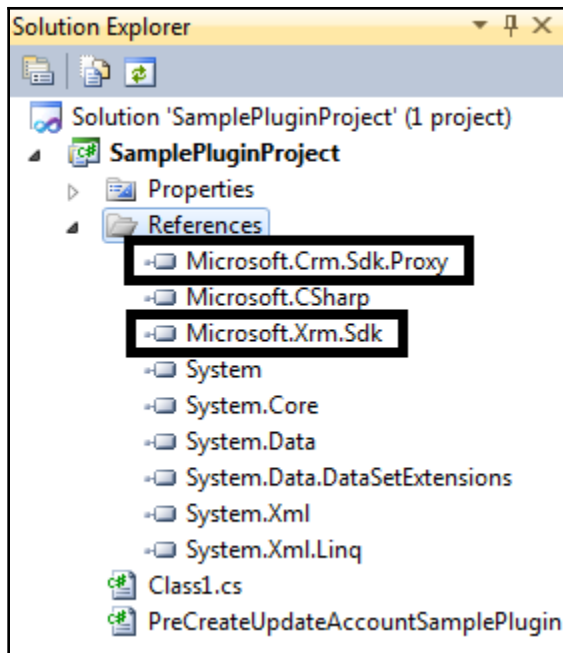 Solution Explorer
Solution 'SamplePluginProject' (1 project)
SamplePluginProject
Properties
References
Microsoft.Crm.Sdk.Proxy
Microsoft.CSharp
Microsoft.Xrm.Sdk
System
System.Core
System.Data
System.Data.DataSetExtensions
System.Xml
System.Xml.Linq
Class1.cs
PreCreateUpdateAccountSamplePlugin